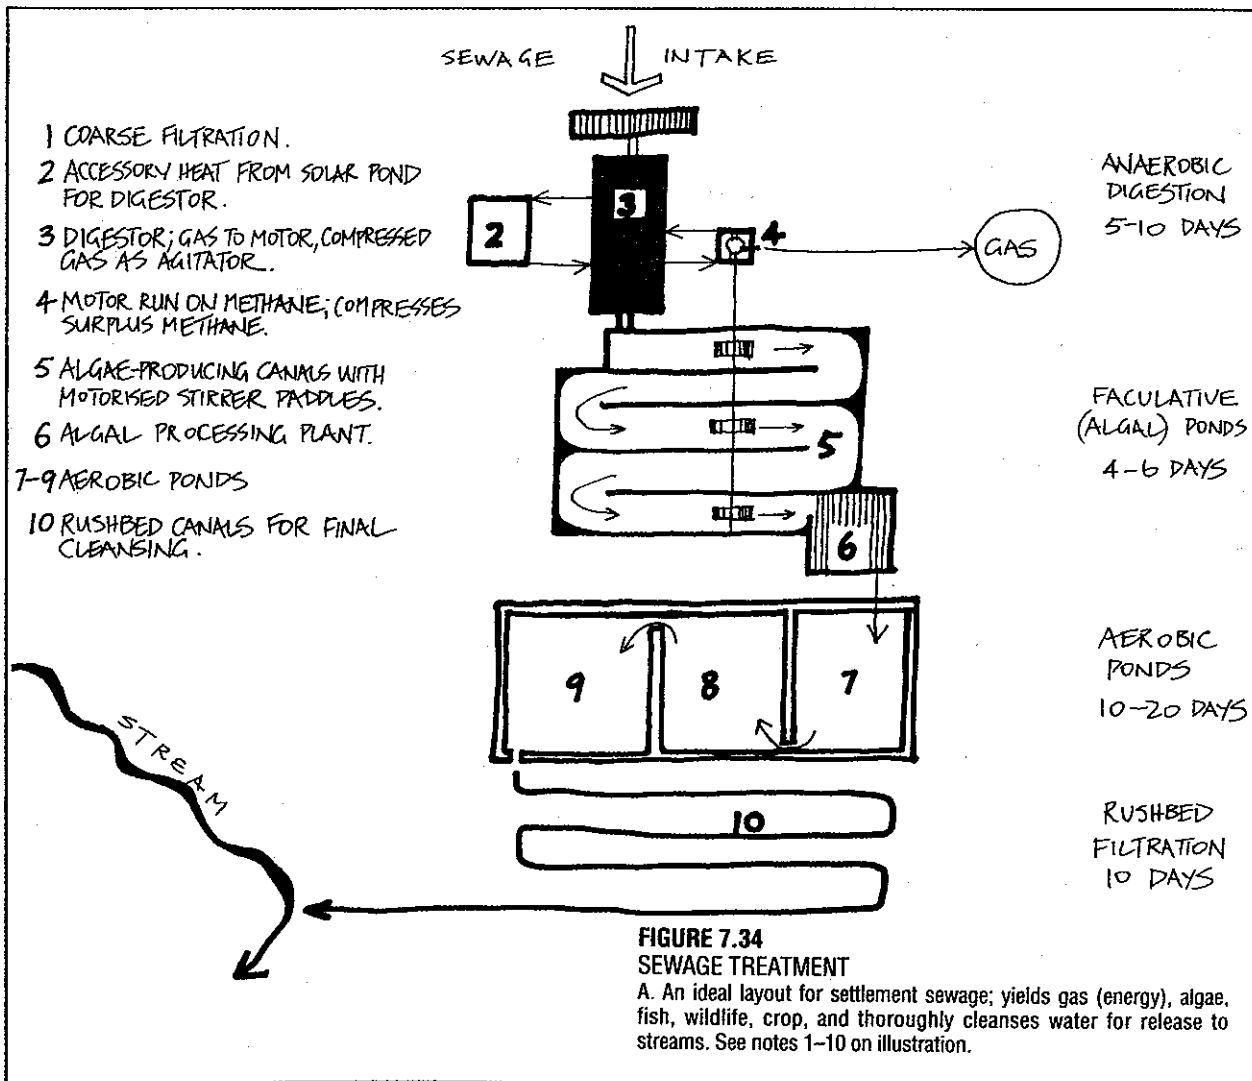 SEWAGE INTAKE
1 COARSE FILTRATION.
2 ACCESSORY HEAT FROM SOLAR POND
FOR DIGESTOR.
3 DIGESTOR; GAS TO MOTOR, COMPRESSED
GAS AS AGITATOR.
4 MOTOR RUN ON METHANE; COMPRESSES
SURPLUS METHANE.
5 ALGAE-PRODUCING CANALS WITH
MOTORISED STIRRER PADDLES.
6 ALGAL PROCESSING PLANT.
7-9 AEROBIC PONDS
10 RUSHBED CANALS FOR FINAL
CLEANSING.
2
3
4
GAS
5
6
9 8 7
10
STREAM
ANAEROBIC
DIGESTION
5-10 DAYS
FACULATIVE
(ALGAL) PONDS
4-6 DAYS
AEROBIC
PONDS
10-20 DAYS
RUSHBED
FILTRATION
10 DAYS
FIGURE 7.34
SEWAGE TREATMENT
A. An ideal layout for settlement sewage; yields gas (energy), algae,
fish, wildlife, crop, and thoroughly cleanses water for release to
streams. See notes 1–10 on illustration.